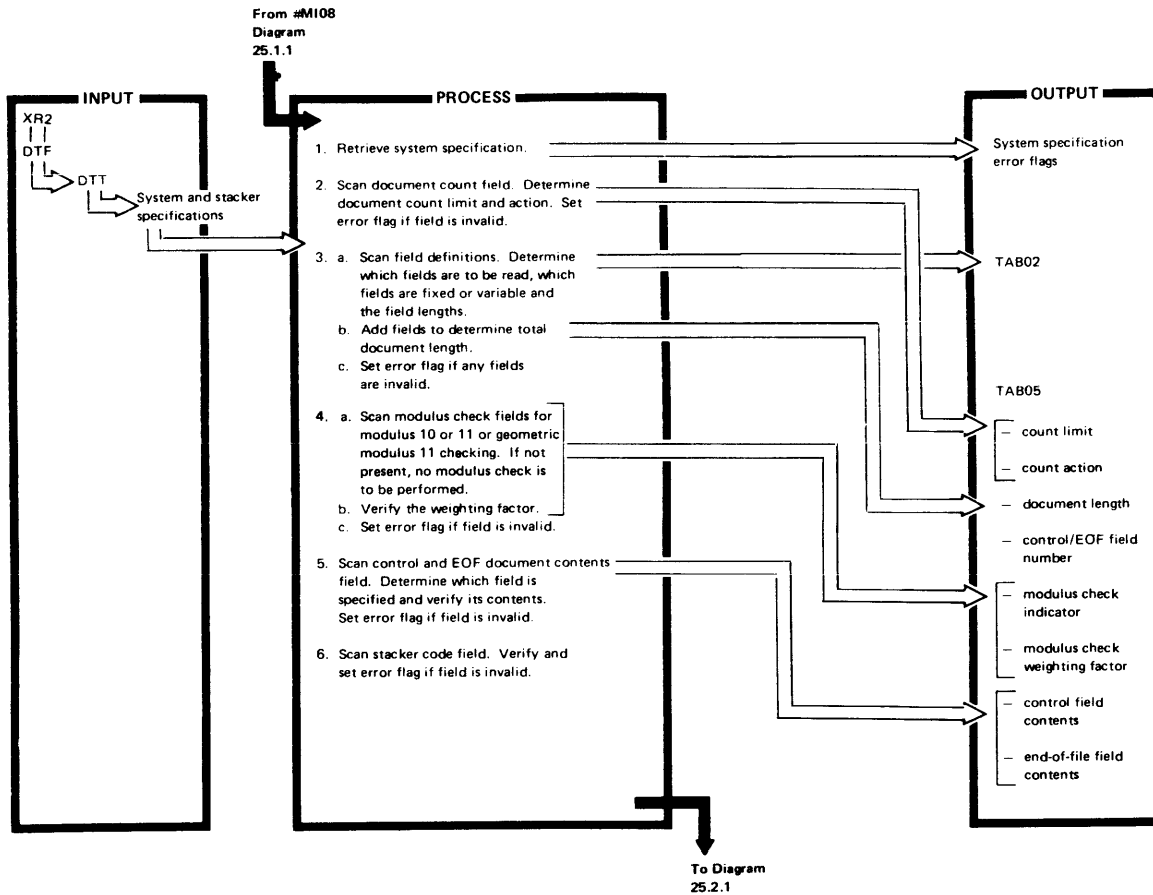 From #MI08
Diagram
25.1.1
INPUT
XR2
DTF
DTT
System and stacker
specifications
PROCESS
1. Retrieve system specification.
2. Scan document count field. Determine
document count limit and action. Set
error flag if field is invalid.
3. a. Scan field definitions. Determine
which fields are to be read, which
fields are fixed or variable and
the field lengths.
b. Add fields to determine total
document length.
c. Set error flag if any fields
are invalid.
4. a. Scan modulus check fields for
modulus 10 or 11 or geometric
modulus 11 checking. If not
present, no modulus check is
to be performed.
b. Verify the weighting factor.
c. Set error flag if field is invalid.
5. Scan control and EOF document contents
field. Determine which field is
specified and verify its contents.
Set error flag if field is invalid.
6. Scan stacker code field. Verify and
set error flag if field is invalid.
To Diagram
25.2.1
OUTPUT
System specification
error flags
TAB02
TAB05
– count limit
– count action
– document length
– control/EOF field
number
– modulus check
indicator
– modulus check
weighting factor
– control field
contents
– end-of-file field
contents